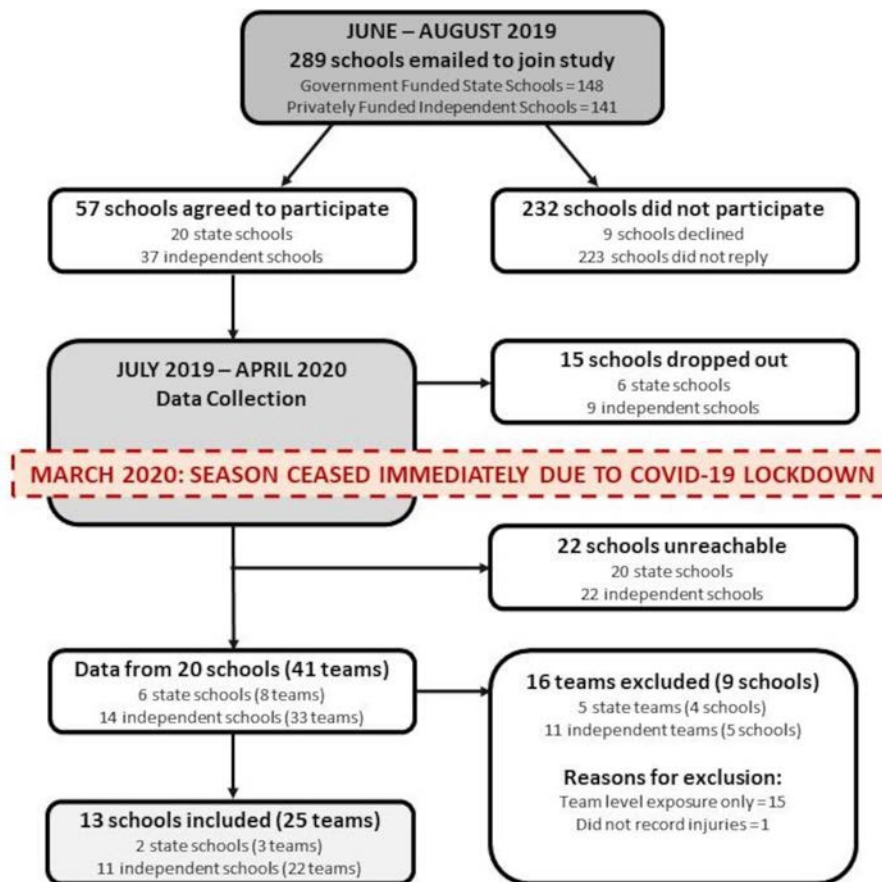 JUNE – AUGUST 2019
289 schools emailed to join study
Government Funded State Schools = 148
Privately Funded Independent Schools = 141
57 schools agreed to participate
20 state schools
37 independent schools
232 schools did not participate
9 schools declined
223 schools did not reply
JULY 2019 – APRIL 2020
Data Collection
15 schools dropped out
6 state schools
9 independent schools
MARCH 2020: SEASON CEASED IMMEDIATELY DUE TO COVID-19 LOCKDOWN
22 schools unreachable
20 state schools
22 independent schools
Data from 20 schools (41 teams)
6 state schools (8 teams)
14 independent schools (33 teams)
16 teams excluded (9 schools)
5 state teams (4 schools)
11 independent teams (5 schools)
Reasons for exclusion:
Team level exposure only = 15
Did not record injuries = 1
13 schools included (25 teams)
2 state schools (3 teams)
11 independent schools (22 teams)